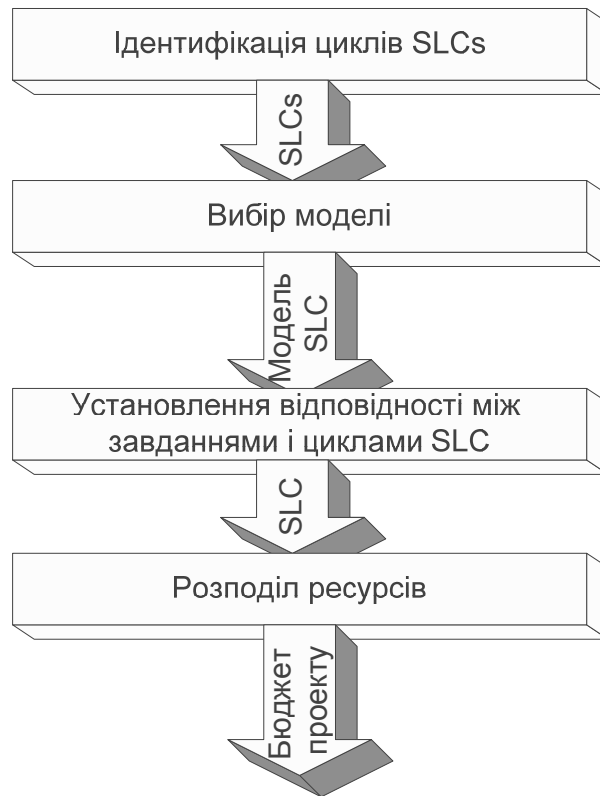 Ідентифікація циклів SLCs
SLCs
Вибір моделі
Модель
SLC
Установлення відповідності між
завданнями і циклами SLC
SLC
Розподіл ресурсів
Бюджет
проекту